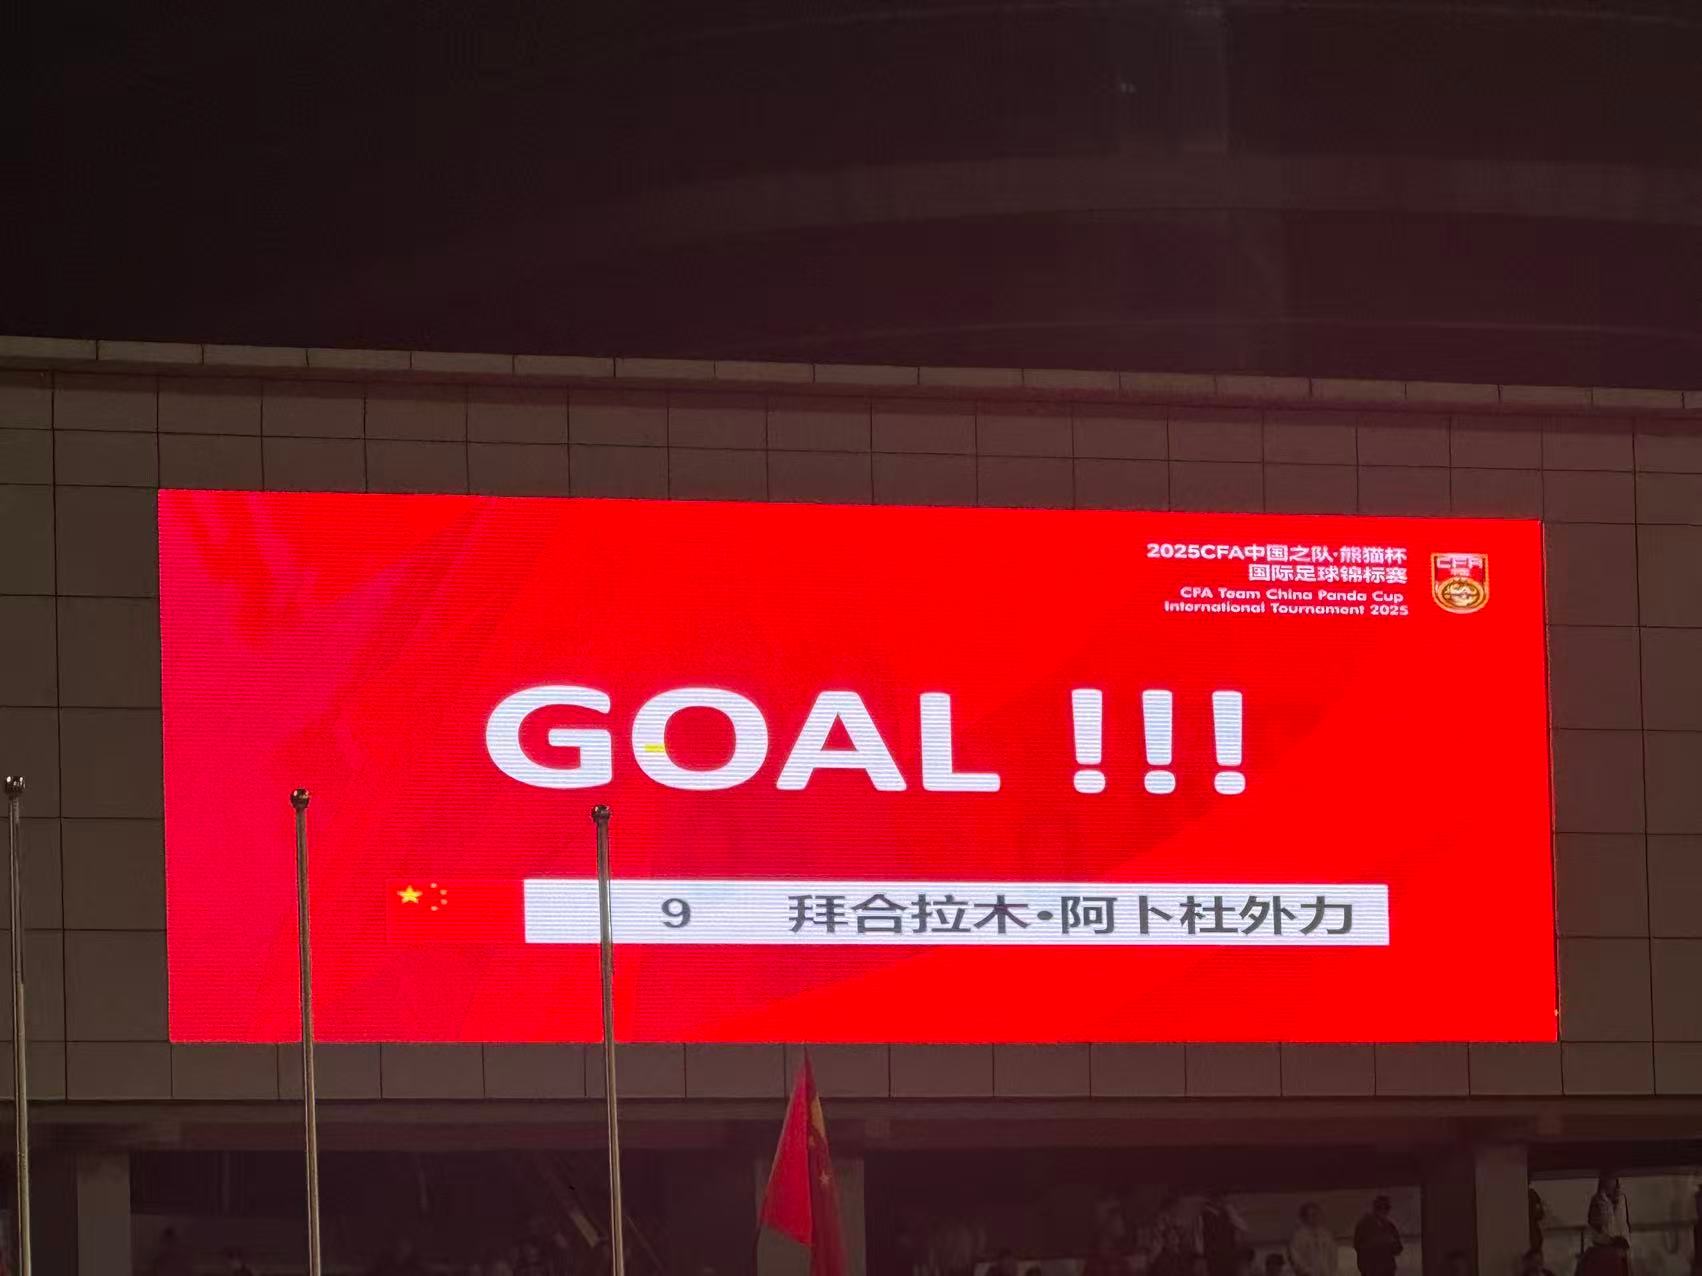 2025CFA中国之队·熊猫杯
国际足球锦标赛
CFA Team China Panda Cup
International Tournament 2025
CFA
GOAL !!!
9 拜合拉木·阿卜杜外力